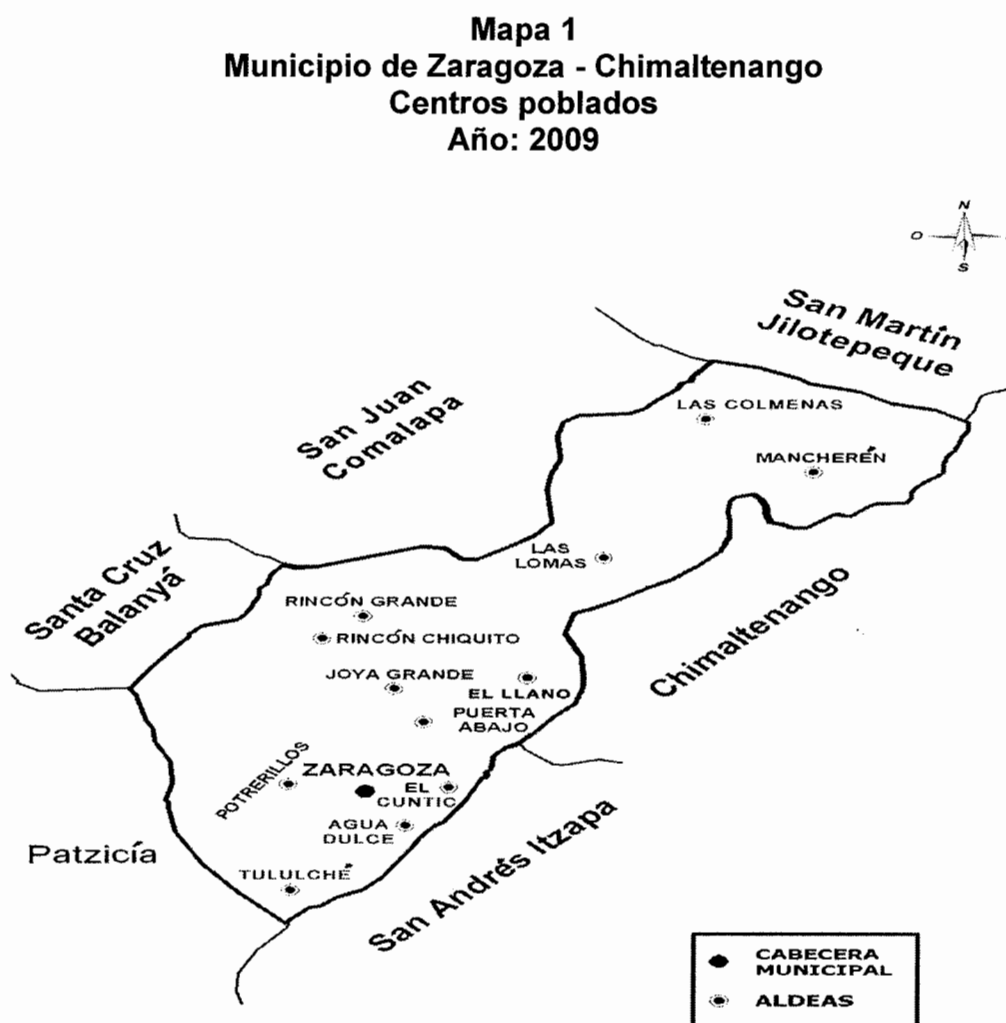 Mapa 1
Municipio de Zaragoza - Chimaltenango
Centros poblados
Año: 2009
N
O
S
San Martín
Jilotepeque
San Juan
Comalapa
LAS COLMENAS
MANCHERÉN
Santa Cruz
Balanyá
LAS
LOMAS
RINCÓN GRANDE
RINCÓN CHIQUITO
JOYA GRANDE
EL LLANO
PUERTA
ABAJO
Chimaltenango
POTRERILLOS
ZARAGOZA
EL
CUNTIC
AGUA
DULCE
Patzicía
TULULCHÉ
San Andrés Itzapa
CABECERA
MUNICIPAL
ALDEAS